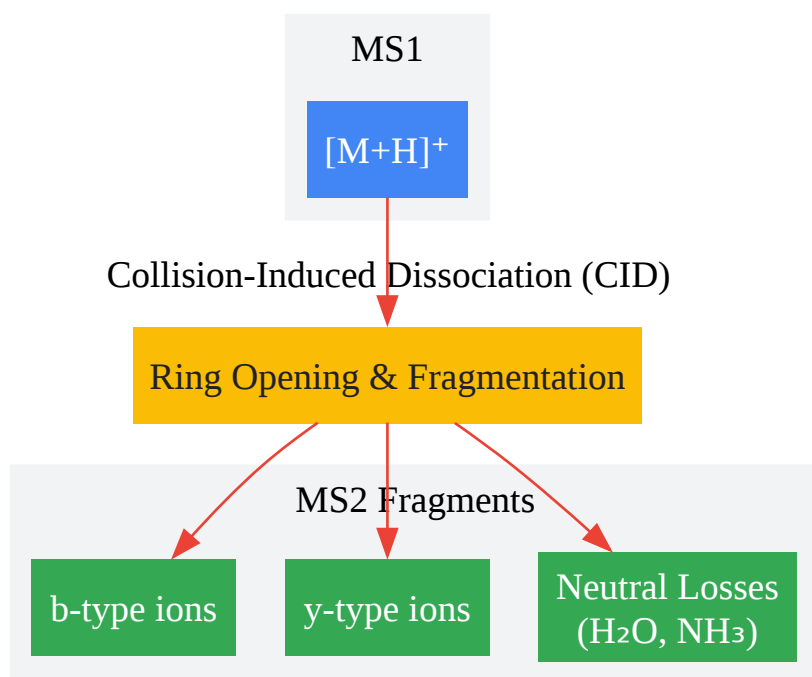 MS1
[M+H]⁺
Collision-Induced Dissociation (CID)
Ring Opening & Fragmentation
MS2 Fragments
b-type ions
y-type ions
Neutral Losses
(H₂O, NH₃)